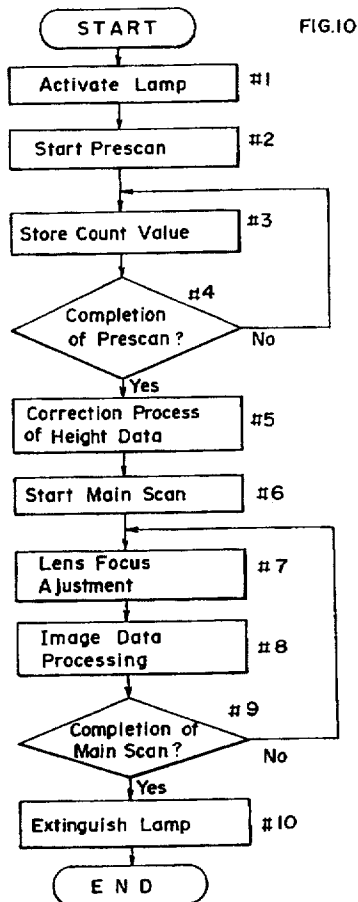 START
FIG.10
Activate Lamp
#1
Start Prescan
#2
Store Count Value
#3
#4
Completion
of Prescan?
No
Yes
Correction Process
of Height Data
#5
Start Main Scan
#6
Lens Focus
Ajustment
#7
Image Data
Processing
#8
#9
Completion of
Main Scan?
No
Yes
Extinguish Lamp
#10
END